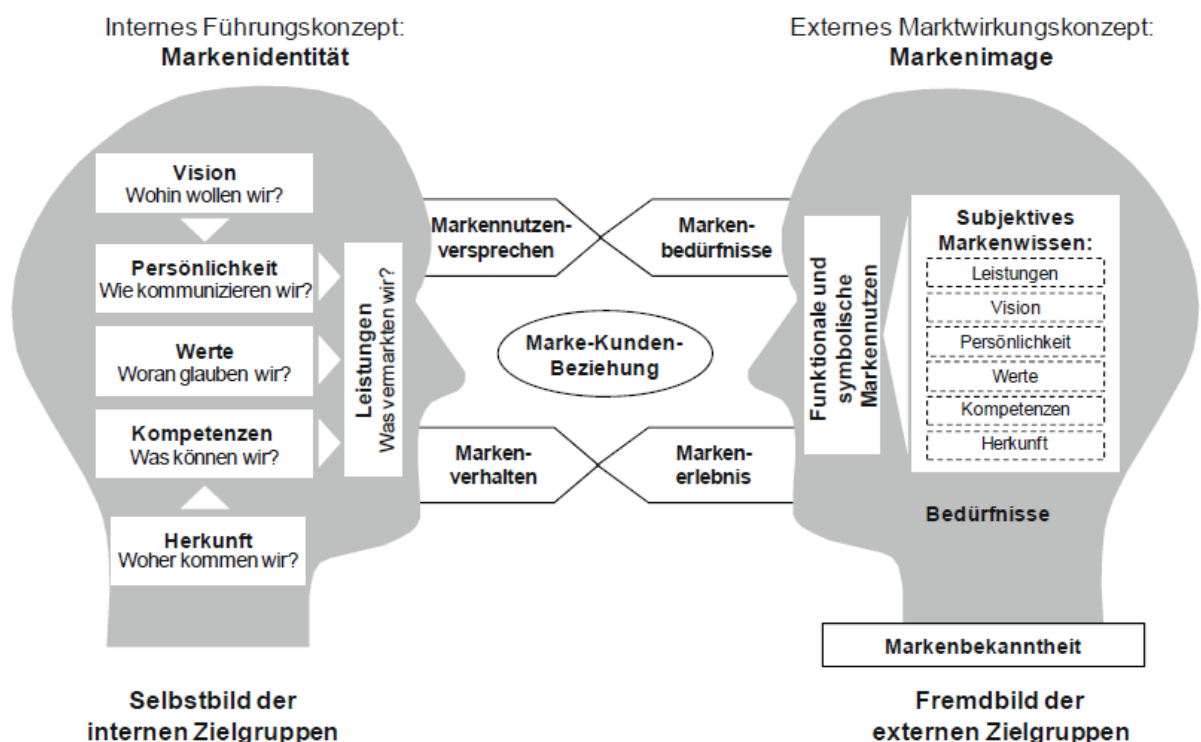 Internes Führungskonzept:
Markenidentität
Vision
Wohin wollen wir?
Persönlichkeit
Wie kommunizieren wir?
Werte
Woran glauben wir?
Kompetenzen
Was können wir?
Herkunft
Woher kommen wir?
Leistungen
Was vermarkten wir?
Selbstbild der
internen Zielgruppen
Markennutzen-
versprechen
Marken-
bedürfnisse
Marke-Kunden-
Beziehung
Marken-
verhalten
Marken-
erlebnis
Externes Marktwirkungskonzept:
Markenimage
Funktionale und
symbolische
Markennutzen
Subjektives
Markenwissen:
Leistungen
Vision
Persönlichkeit
Werte
Kompetenzen
Herkunft
Bedürfnisse
Markenbekanntheit
Fremdbild der
externen Zielgruppen